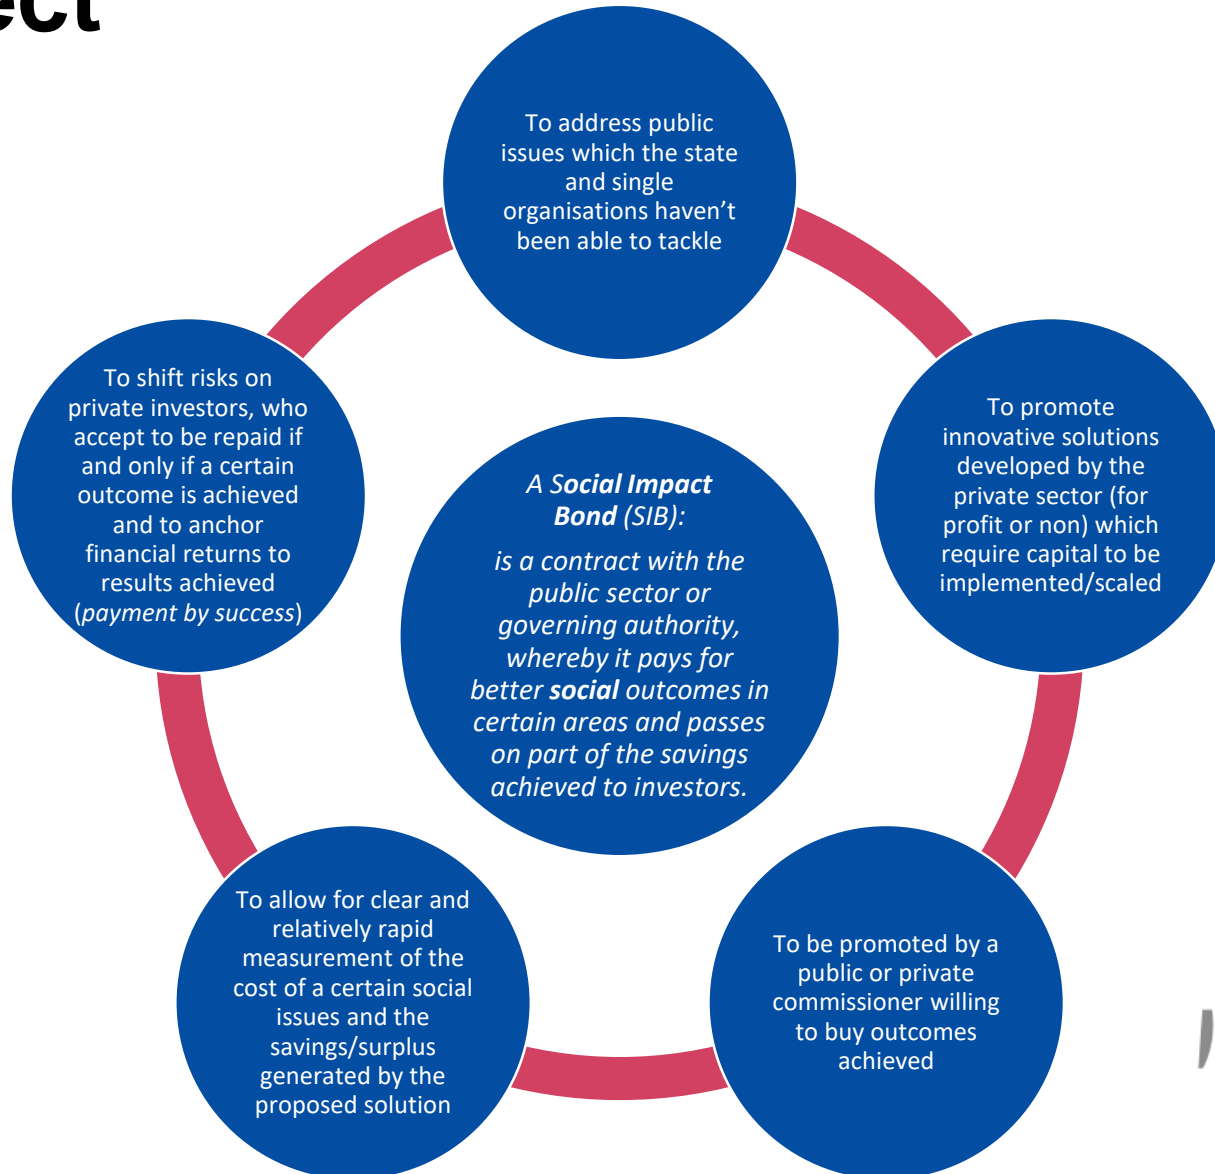 ect
To address public
issues which the state
and single
organisations haven’t
been able to tackle
To promote
innovative solutions
developed by the
private sector (for
profit or non) which
require capital to be
implemented/scaled
To be promoted by a
public or private
commissioner willing
to buy outcomes
achieved
To allow for clear and
relatively rapid
measurement of the
cost of a certain social
issues and the
savings/surplus
generated by the
proposed solution
To shift risks on
private investors, who
accept to be repaid if
and only if a certain
outcome is achieved
and to anchor
financial returns to
results achieved
(payment by success)
A Social Impact
Bond (SIB):
is a contract with the
public sector or
governing authority,
whereby it pays for
better social outcomes in
certain areas and passes
on part of the savings
achieved to investors.